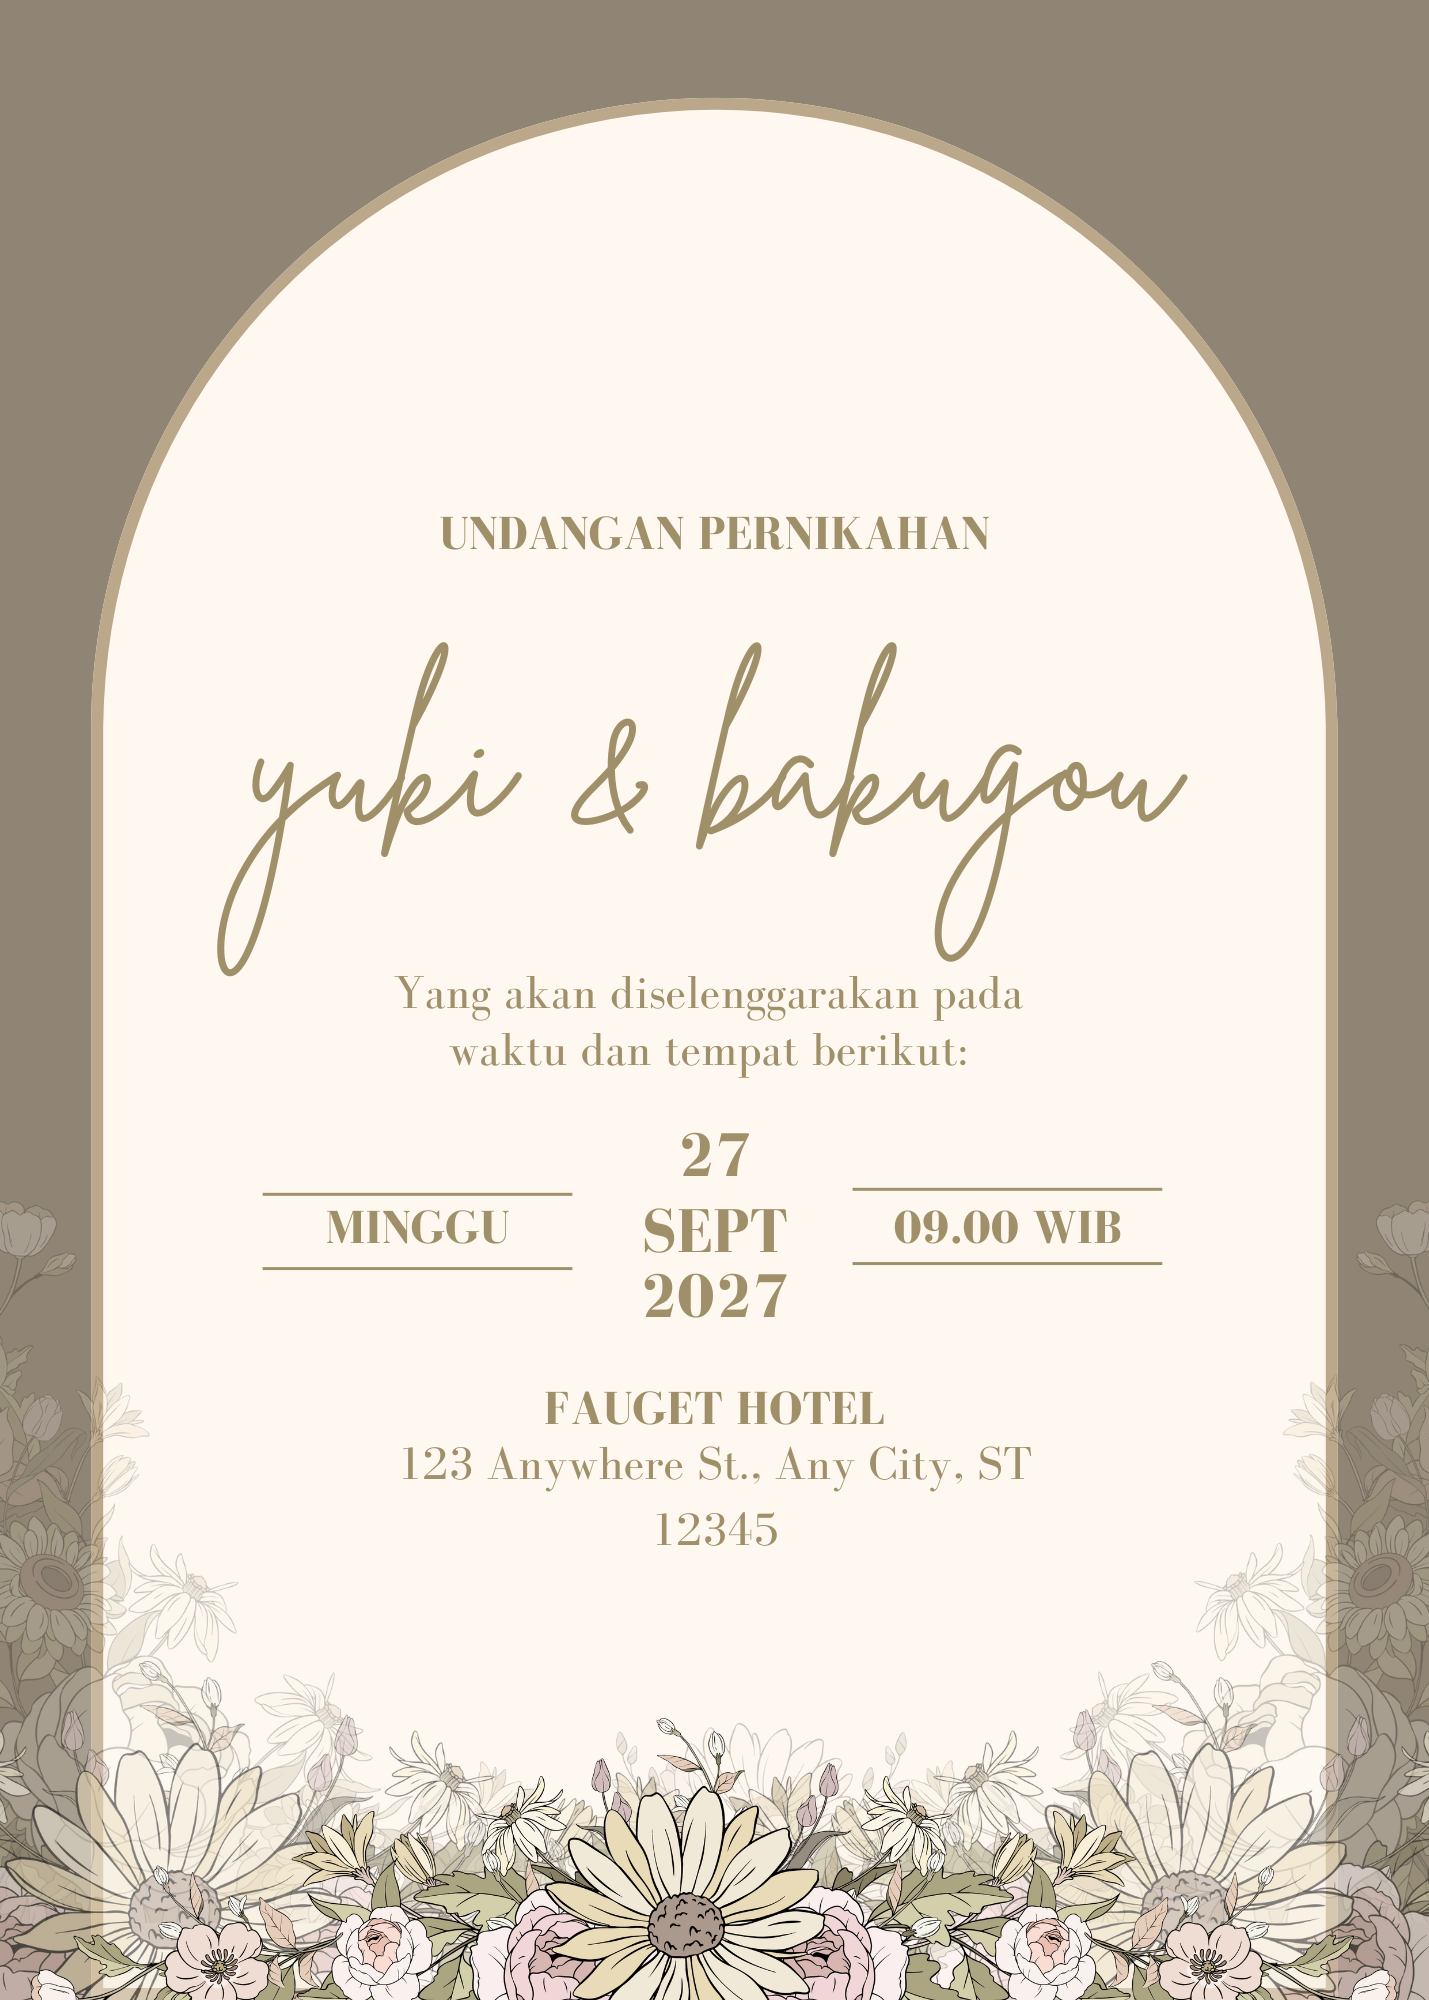 UNDANGAN PERNIKAHAN
yuki & bakugou
Yang akan diselenggarakan pada
waktu dan tempat berikut:
27
MINGGU SEPT 09.00 WIB
2027
FAUGET HOTEL
123 Anywhere St., Any City, ST
12345